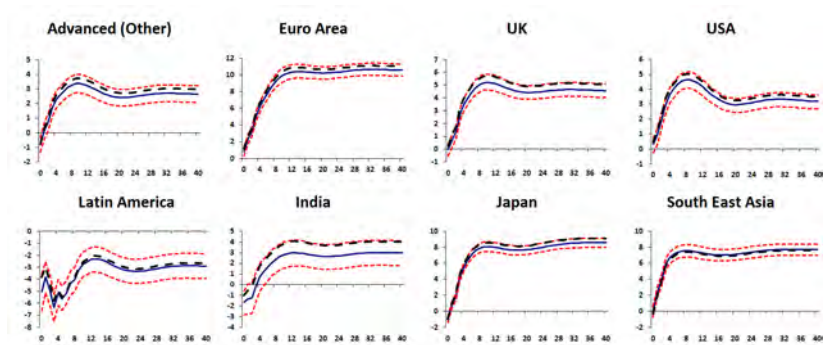 Advanced (Other) Euro Area UK USA
5 12 7 6
4 10 6 5
3 8 5 4
2 6 4 3
1 4 3 2
0 2 2 1
-1 0 1 0
-2 0 -1
-1
0 4 8 12 16 20 24 28 32 36 40 0 4 8 12 16 20 24 28 32 36 40 0 4 8 12 16 20 24 28 32 36 40 0 4 8 12 16 20 24 28 32 36 40
Latin America India Japan South East Asia
0 5 10 10
-1 4 8 8
-2 3 6 6
-3 2 4 4
-4 1 2 2
-5 0 0 0
-6 -1 -2 -2
-7 -2
-8 -3
-4
0 4 8 12 16 20 24 28 32 36 40 0 4 8 12 16 20 24 28 32 36 40 0 4 8 12 16 20 24 28 32 36 40 0 4 8 12 16 20 24 28 32 36 40